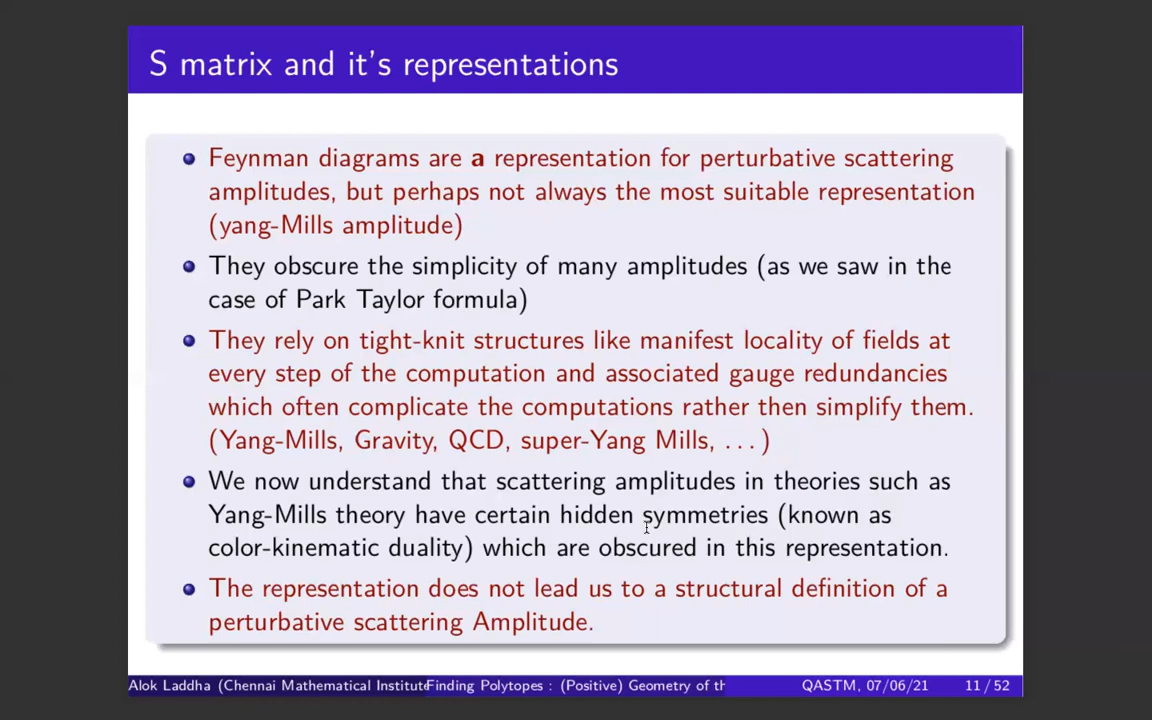 S matrix and it's representations
Feynman diagrams are a representation for perturbative scattering
amplitudes, but perhaps not always the most suitable representation
(yang-Mills amplitude)
They obscure the simplicity of many amplitudes (as we saw in the
case of Park Taylor formula)
They rely on tight-knit structures like manifest locality of fields at
every step of the computation and associated gauge redundancies
which often complicate the computations rather then simplify them.
(Yang-Mills, Gravity, QCD, super-Yang Mills, ...)
We now understand that scattering amplitudes in theories such as
Yang-Mills theory have certain hidden symmetries (known as
color-kinematic duality) which are obscured in this representation.
The representation does not lead us to a structural definition of a
perturbative scattering Amplitude.
Alok Laddha (Chennai Mathematical Institute Finding Polytopes : (Positive) Geometry of th QASTM, 07/06/21 11 / 52